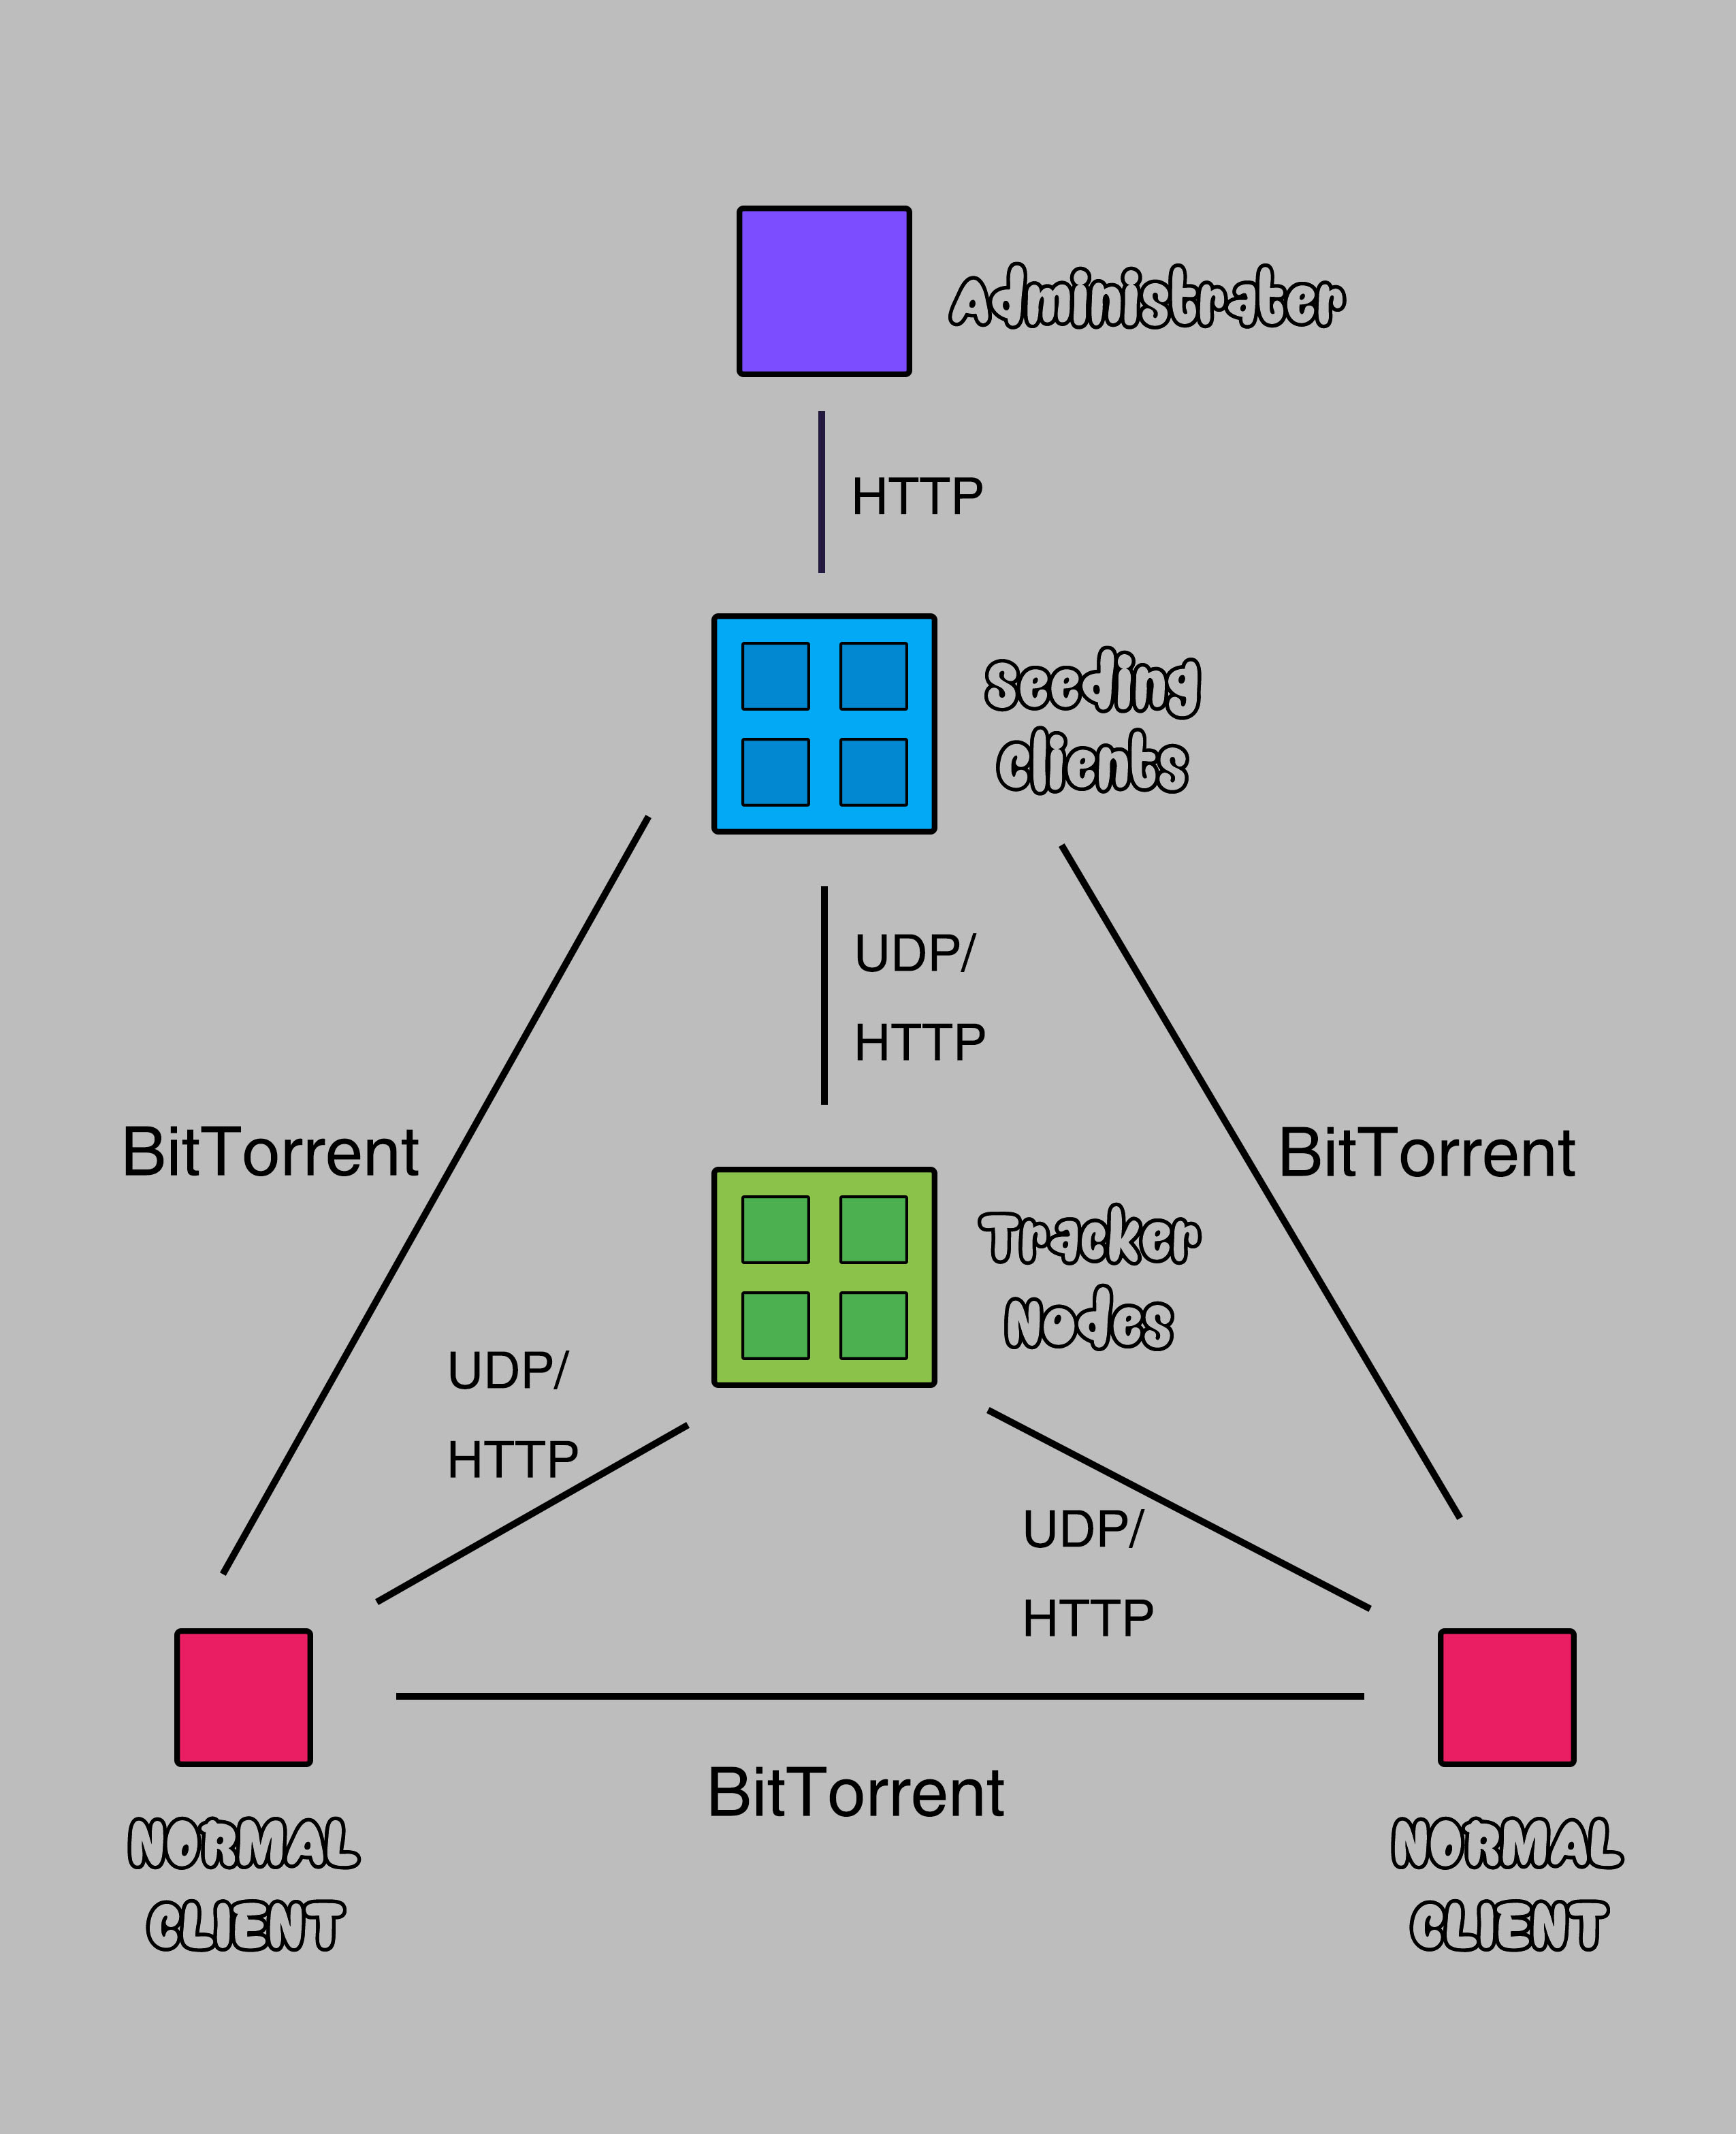 Administrater
HTTP
Seeding
Clients
UDP/
HTTP
BitTorrent
BitTorrent
Tracker
Nodes
UDP/
HTTP
UDP/
HTTP
BitTorrent
NORMAL
CLIENT
NORMAL
CLIENT